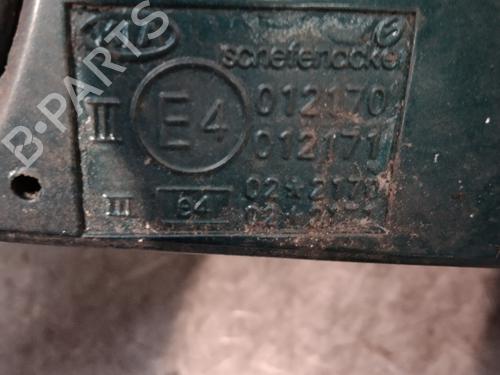 schefenacker
II E4 012170
012171
III e4 02*2170
B-PARTS